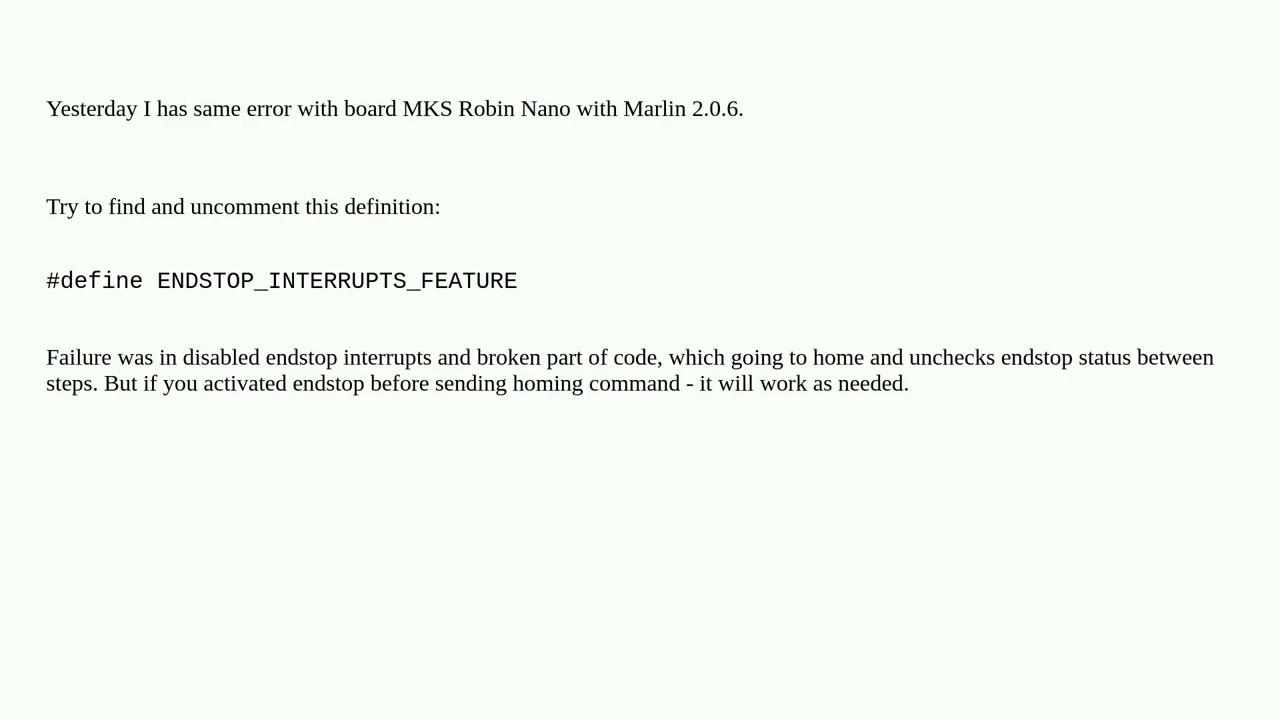 Yesterday I has same error with board MKS Robin Nano with Marlin 2.0.6.
Try to find and uncomment this definition:
#define ENDSTOP_INTERRUPTS_FEATURE
Failure was in disabled endstop interrupts and broken part of code, which going to home and unchecks endstop status between
steps. But if you activated endstop before sending homing command - it will work as needed.